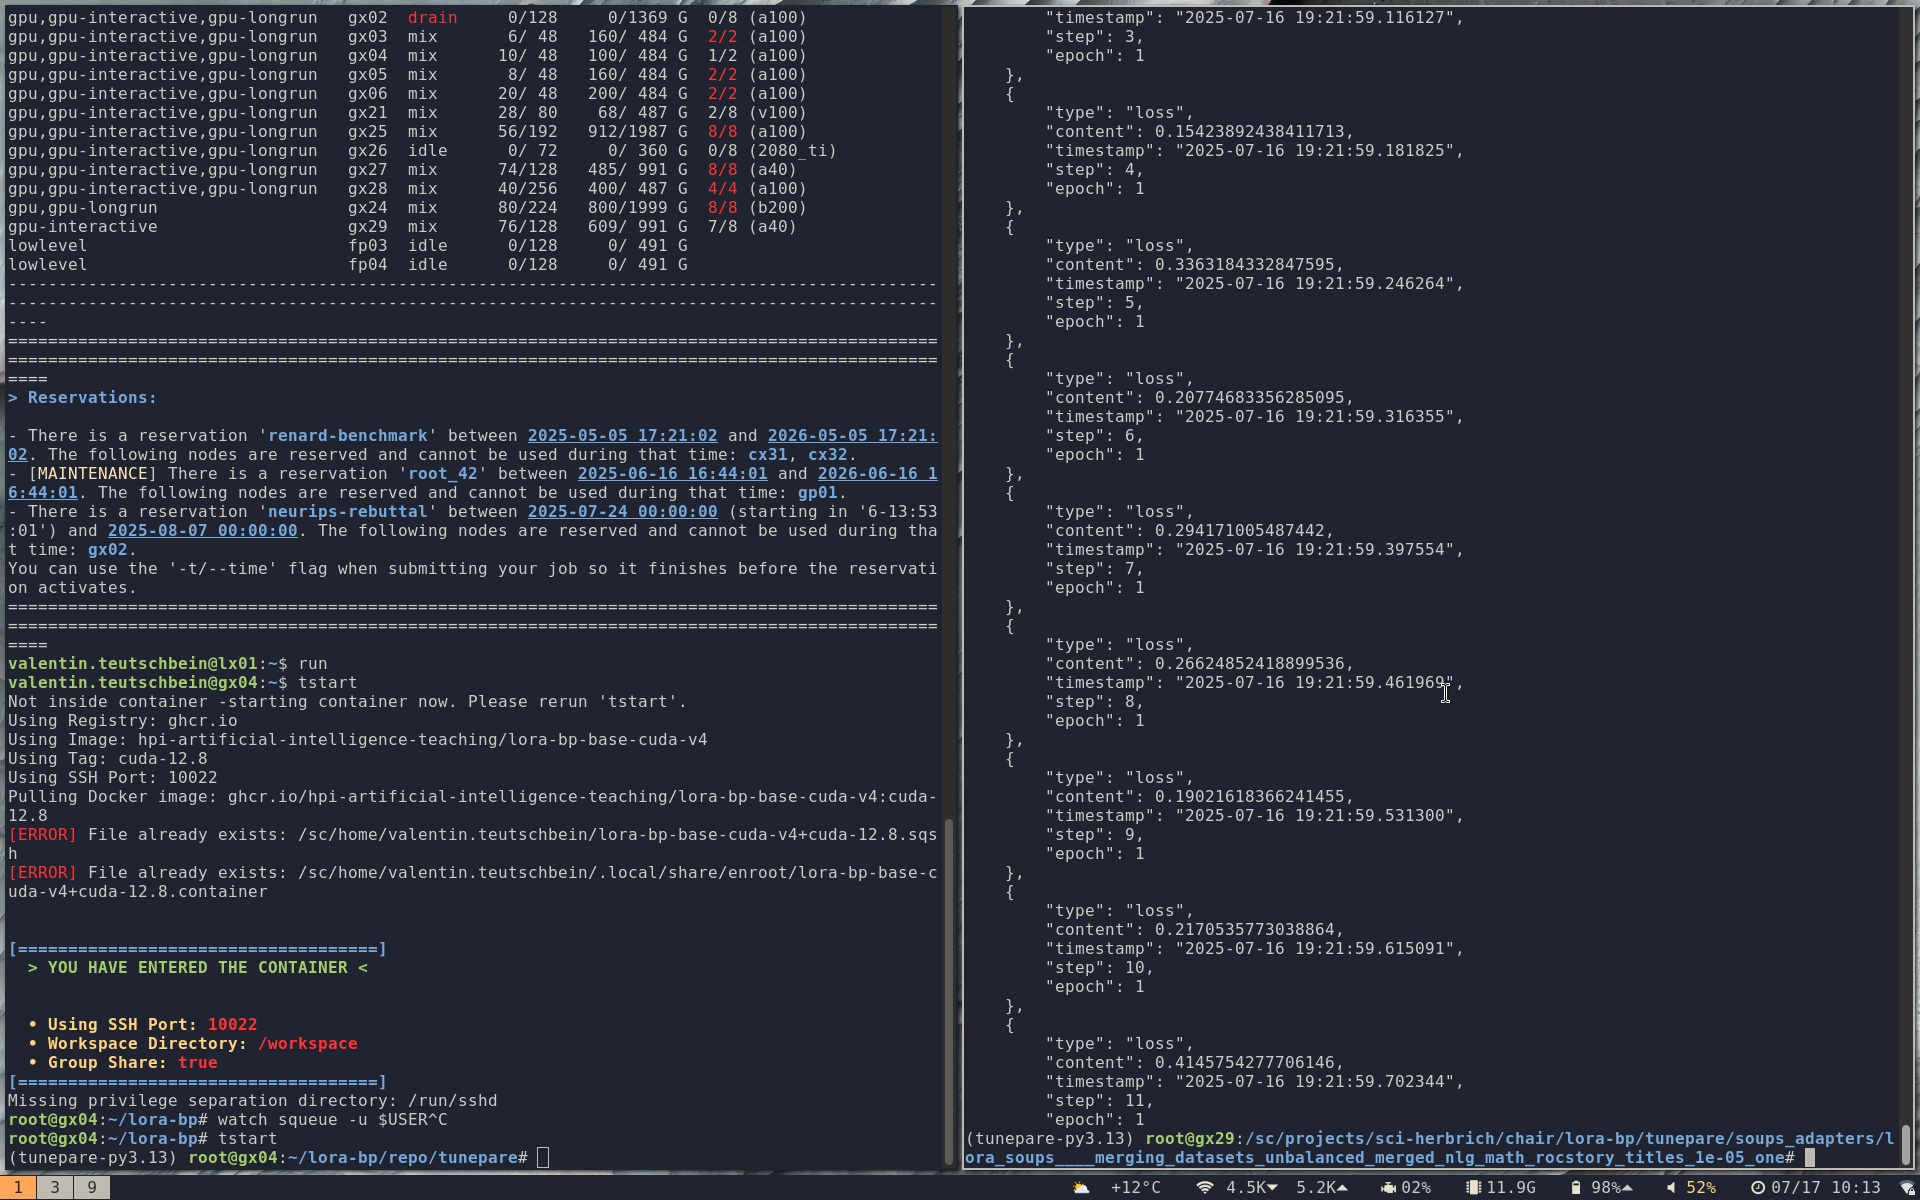 gpu,gpu-interactive,gpu-longrun   gx02  drain     0/128     0/1369 G  0/8 (a100)
gpu,gpu-interactive,gpu-longrun   gx03  mix       6/ 48   160/ 484 G  2/2 (a100)
gpu,gpu-interactive,gpu-longrun   gx04  mix      10/ 48   100/ 484 G  1/2 (a100)
gpu,gpu-interactive,gpu-longrun   gx05  mix       8/ 48   160/ 484 G  2/2 (a100)
gpu,gpu-interactive,gpu-longrun   gx06  mix      20/ 48   200/ 484 G  2/2 (a100)
gpu,gpu-interactive,gpu-longrun   gx21  mix      28/ 80    68/ 487 G  2/8 (v100)
gpu,gpu-interactive,gpu-longrun   gx25  mix      56/192   912/1987 G  8/8 (a100)
gpu,gpu-interactive,gpu-longrun   gx26  idle      0/ 72     0/ 360 G  0/8 (2080_ti)
gpu,gpu-interactive,gpu-longrun   gx27  mix      74/128   485/ 991 G  8/8 (a40)
gpu,gpu-interactive,gpu-longrun   gx28  mix      40/256   400/ 487 G  4/4 (a100)
gpu,gpu-longrun                   gx24  mix      80/224   800/1999 G  8/8 (b200)
gpu-interactive                   gx29  mix      76/128   609/ 991 G  7/8 (a40)
lowlevel                          fp03  idle      0/128     0/ 491 G
lowlevel                          fp04  idle      0/128     0/ 491 G
---------------------------------------------------------------------------------------------
---------------------------------------------------------------------------------------------
----
=============================================================================================
=============================================================================================
====
> Reservations:
- There is a reservation 'renard-benchmark' between 2025-05-05 17:21:02 and 2026-05-05 17:21:
02. The following nodes are reserved and cannot be used during that time: cx31, cx32.
- [MAINTENANCE] There is a reservation 'root_42' between 2025-06-16 16:44:01 and 2026-06-16 1
6:44:01. The following nodes are reserved and cannot be used during that time: gp01.
- There is a reservation 'neurips-rebuttal' between 2025-07-24 00:00:00 (starting in '6-13:53
:01') and 2025-08-07 00:00:00. The following nodes are reserved and cannot be used during tha
t time: gx02.
You can use the '-t/--time' flag when submitting your job so it finishes before the reservati
on activates.
=============================================================================================
=============================================================================================
====
valentin.teutschbein@lx01:~$ run
valentin.teutschbein@gx04:~$ tstart
Not inside container -starting container now. Please rerun 'tstart'.
Using Registry: ghcr.io
Using Image: hpi-artificial-intelligence-teaching/lora-bp-base-cuda-v4
Using Tag: cuda-12.8
Using SSH Port: 10022
Pulling Docker image: ghcr.io/hpi-artificial-intelligence-teaching/lora-bp-base-cuda-v4:cuda-
12.8
[ERROR] File already exists: /sc/home/valentin.teutschbein/lora-bp-base-cuda-v4+cuda-12.8.sqs
h
[ERROR] File already exists: /sc/home/valentin.teutschbein/.local/share/enroot/lora-bp-base-c
uda-v4+cuda-12.8.container
[====================================]
> YOU HAVE ENTERED THE CONTAINER <
• Using SSH Port: 10022
• Workspace Directory: /workspace
• Group Share: true
[====================================]
Missing privilege separation directory: /run/sshd
root@gx04:~/lora-bp# watch squeue -u $USER^C
root@gx04:~/lora-bp# tstart
(tunepare-py3.13) root@gx04:~/lora-bp/repo/tunepare#
"timestamp": "2025-07-16 19:21:59.116127",
"step": 3,
"epoch": 1
},
{
"type": "loss",
"content": 0.15423892438411713,
"timestamp": "2025-07-16 19:21:59.181825",
"step": 4,
"epoch": 1
},
{
"type": "loss",
"content": 0.3363184332847595,
"timestamp": "2025-07-16 19:21:59.246264",
"step": 5,
"epoch": 1
},
{
"type": "loss",
"content": 0.20774683356285095,
"timestamp": "2025-07-16 19:21:59.316355",
"step": 6,
"epoch": 1
},
{
"type": "loss",
"content": 0.294171005487442,
"timestamp": "2025-07-16 19:21:59.397554",
"step": 7,
"epoch": 1
},
{
"type": "loss",
"content": 0.26624852418899536,
"timestamp": "2025-07-16 19:21:59.461969",
"step": 8,
"epoch": 1
},
{
"type": "loss",
"content": 0.19021618366241455,
"timestamp": "2025-07-16 19:21:59.531300",
"step": 9,
"epoch": 1
},
{
"type": "loss",
"content": 0.2170535773038864,
"timestamp": "2025-07-16 19:21:59.615091",
"step": 10,
"epoch": 1
},
{
"type": "loss",
"content": 0.4145754277706146,
"timestamp": "2025-07-16 19:21:59.702344",
"step": 11,
"epoch": 1
(tunepare-py3.13) root@gx29:/sc/projects/sci-herbrich/chair/lora-bp/tunepare/soups_adapters/l
ora_soups____merging_datasets_unbalanced_merged_nlg_math_rocstory_titles_1e-05_one#
1 3 9 +12°C 4.5K 5.2K 02% 11.9G 98% 52% 07/17 10:13